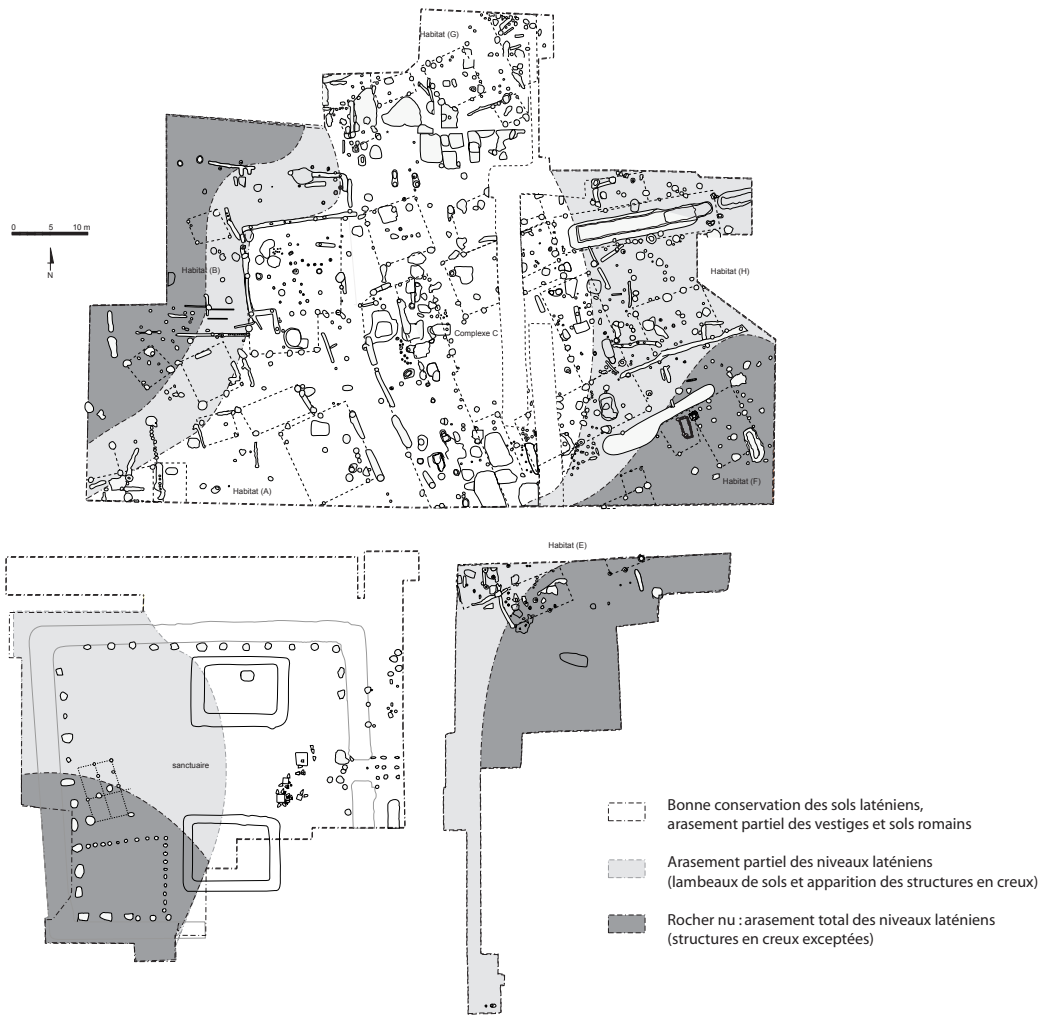 Habitat (G)
0 5 10 m
N
Habitat (B)
Habitat (H)
Complexe C
Habitat (A)
Habitat (F)
Habitat (E)
sanctuaire
Bonne conservation des sols laténiens,
arasement partiel des vestiges et sols romains
Arasement partiel des niveaux laténiens
(lambeaux de sols et apparition des structures en creux)
Rocher nu : arasement total des niveaux laténiens
(structures en creux exceptées)